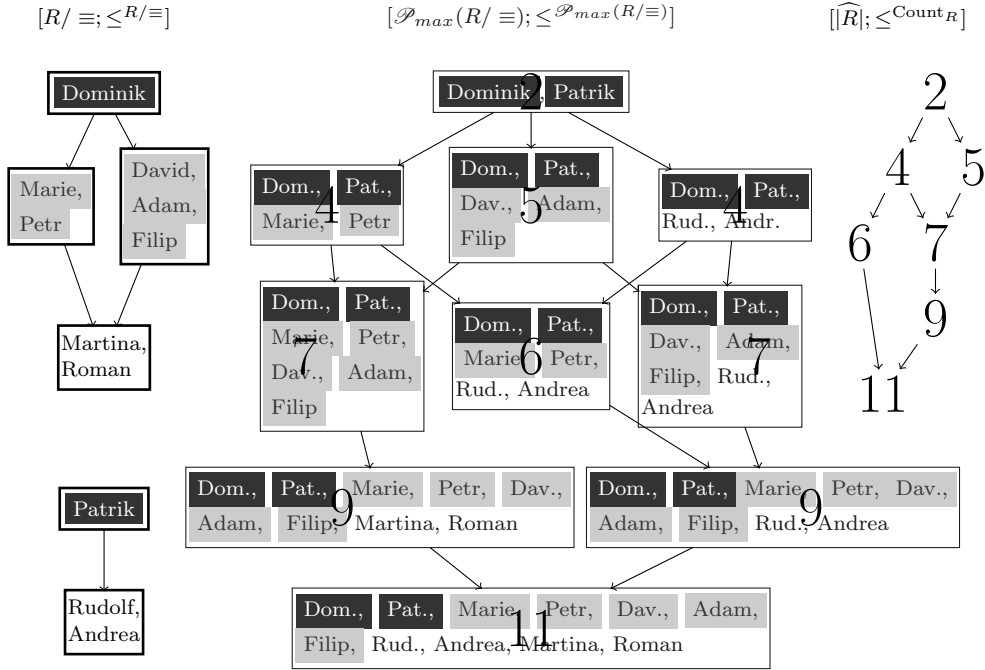 [R/ ≡; ≤^{R/≡}]
[𝒫_{max}(R/ ≡); ≤^{𝒫_{max}(R/≡)}]
[|R̂|; ≤^{Count_R}]
Dominik
Marie,
Petr
David,
Adam,
Filip
Martina,
Roman
Patrik
Rudolf,
Andrea
Dominik, Patrik
2
Dom., Pat.,
Marie, Petr
4
Dom., Pat.,
Dav., Adam,
Filip
5
Dom., Pat.,
Rud., Andr.
4
Dom., Pat.,
Marie, Petr,
Dav., Adam,
Filip
7
Dom., Pat.,
Marie, Petr,
Rud., Andrea
6
Dom., Pat.,
Dav., Adam,
Filip, Rud.,
Andrea
7
Dom., Pat., Marie, Petr, Dav.,
Adam, Filip, Martina, Roman
9
Dom., Pat., Marie, Petr, Dav.,
Adam, Filip, Rud., Andrea
9
Dom., Pat., Marie, Petr, Dav., Adam,
Filip, Rud., Andrea, Martina, Roman
11
2
4 5
6 7
9
11